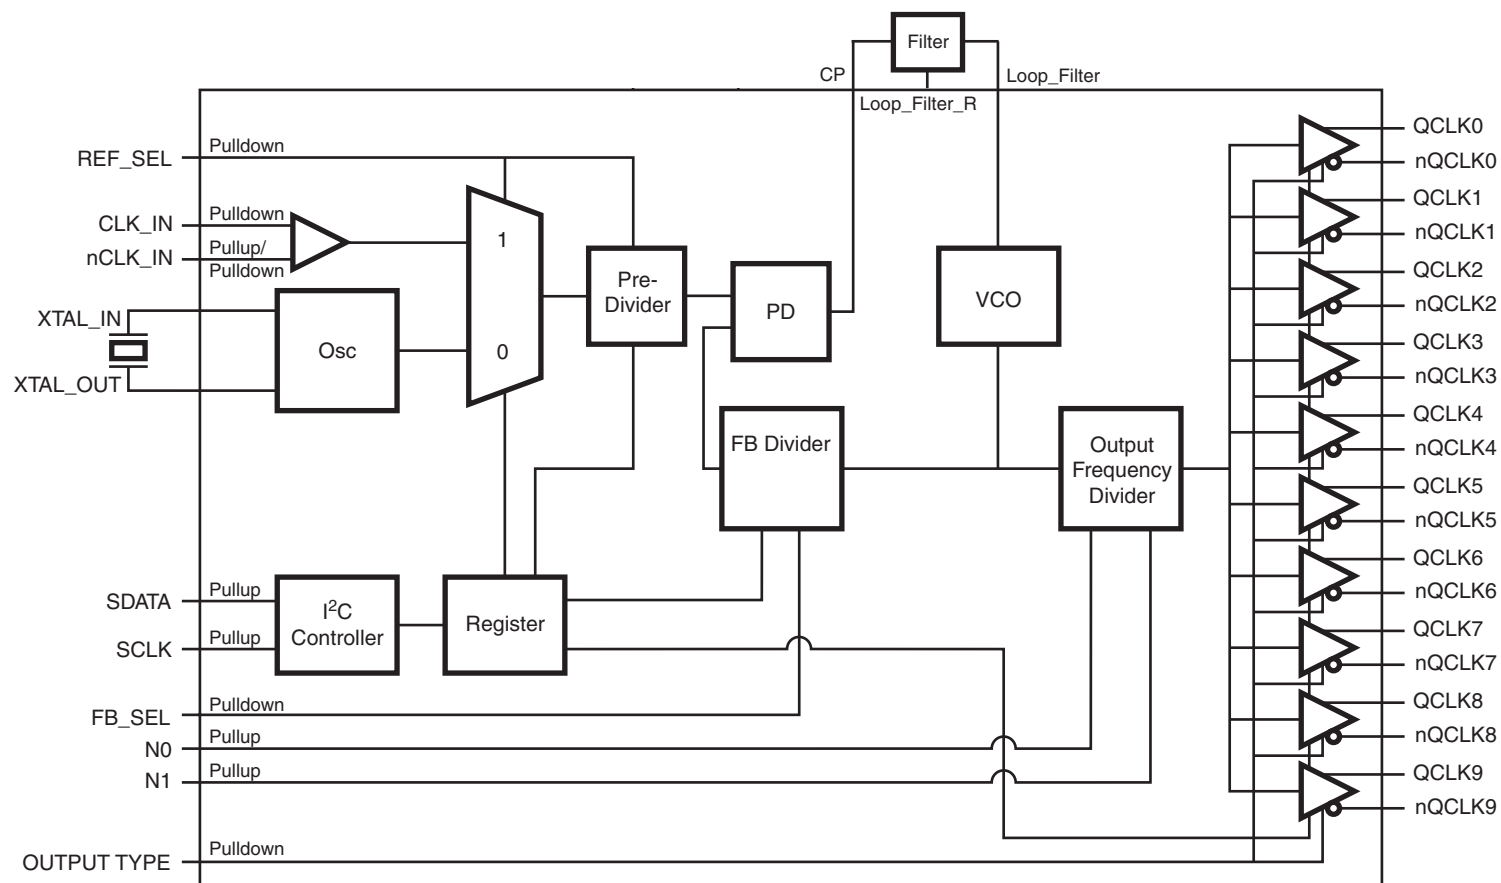 Filter
CP
Loop_Filter
Loop_Filter_R
REF_SEL
Pulldown
CLK_IN
Pulldown
nCLK_IN
Pullup/
Pulldown
XTAL_IN
XTAL_OUT
Osc
1
0
Pre-
Divider
PD
VCO
FB Divider
Output
Frequency
Divider
SDATA
Pullup
SCLK
Pullup
I²C
Controller
Register
FB_SEL
Pulldown
N0
Pullup
N1
Pullup
OUTPUT TYPE
Pulldown
QCLK0
nQCLK0
QCLK1
nQCLK1
QCLK2
nQCLK2
QCLK3
nQCLK3
QCLK4
nQCLK4
QCLK5
nQCLK5
QCLK6
nQCLK6
QCLK7
nQCLK7
QCLK8
nQCLK8
QCLK9
nQCLK9